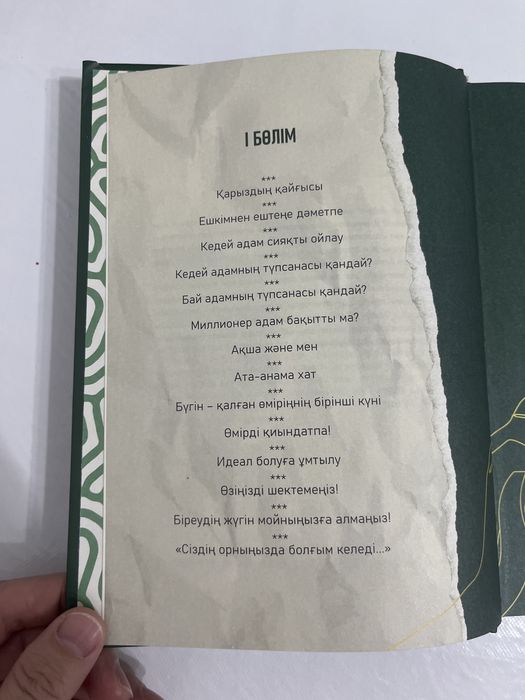 І БӨЛІМ
***
Қарыздың қайғысы
***
Ешкімнен ештеңе дәметпе
***
Кедей адам сияқты ойлау
***
Кедей адамның түпсанасы қандай?
***
Бай адамның түпсанасы қандай?
***
Миллионер адам бақытты ма?
***
Ақша және мен
***
Ата-анама хат
***
Бүгін – қалған өміріңнің бірінші күні
***
Өмірді қиындатпа!
***
Идеал болуға ұмтылу
***
Өзіңізді шектемеңіз!
***
Біреудің жүгін мойныңызға алмаңыз!
***
«Сіздің орныңызда болғым келеді...»